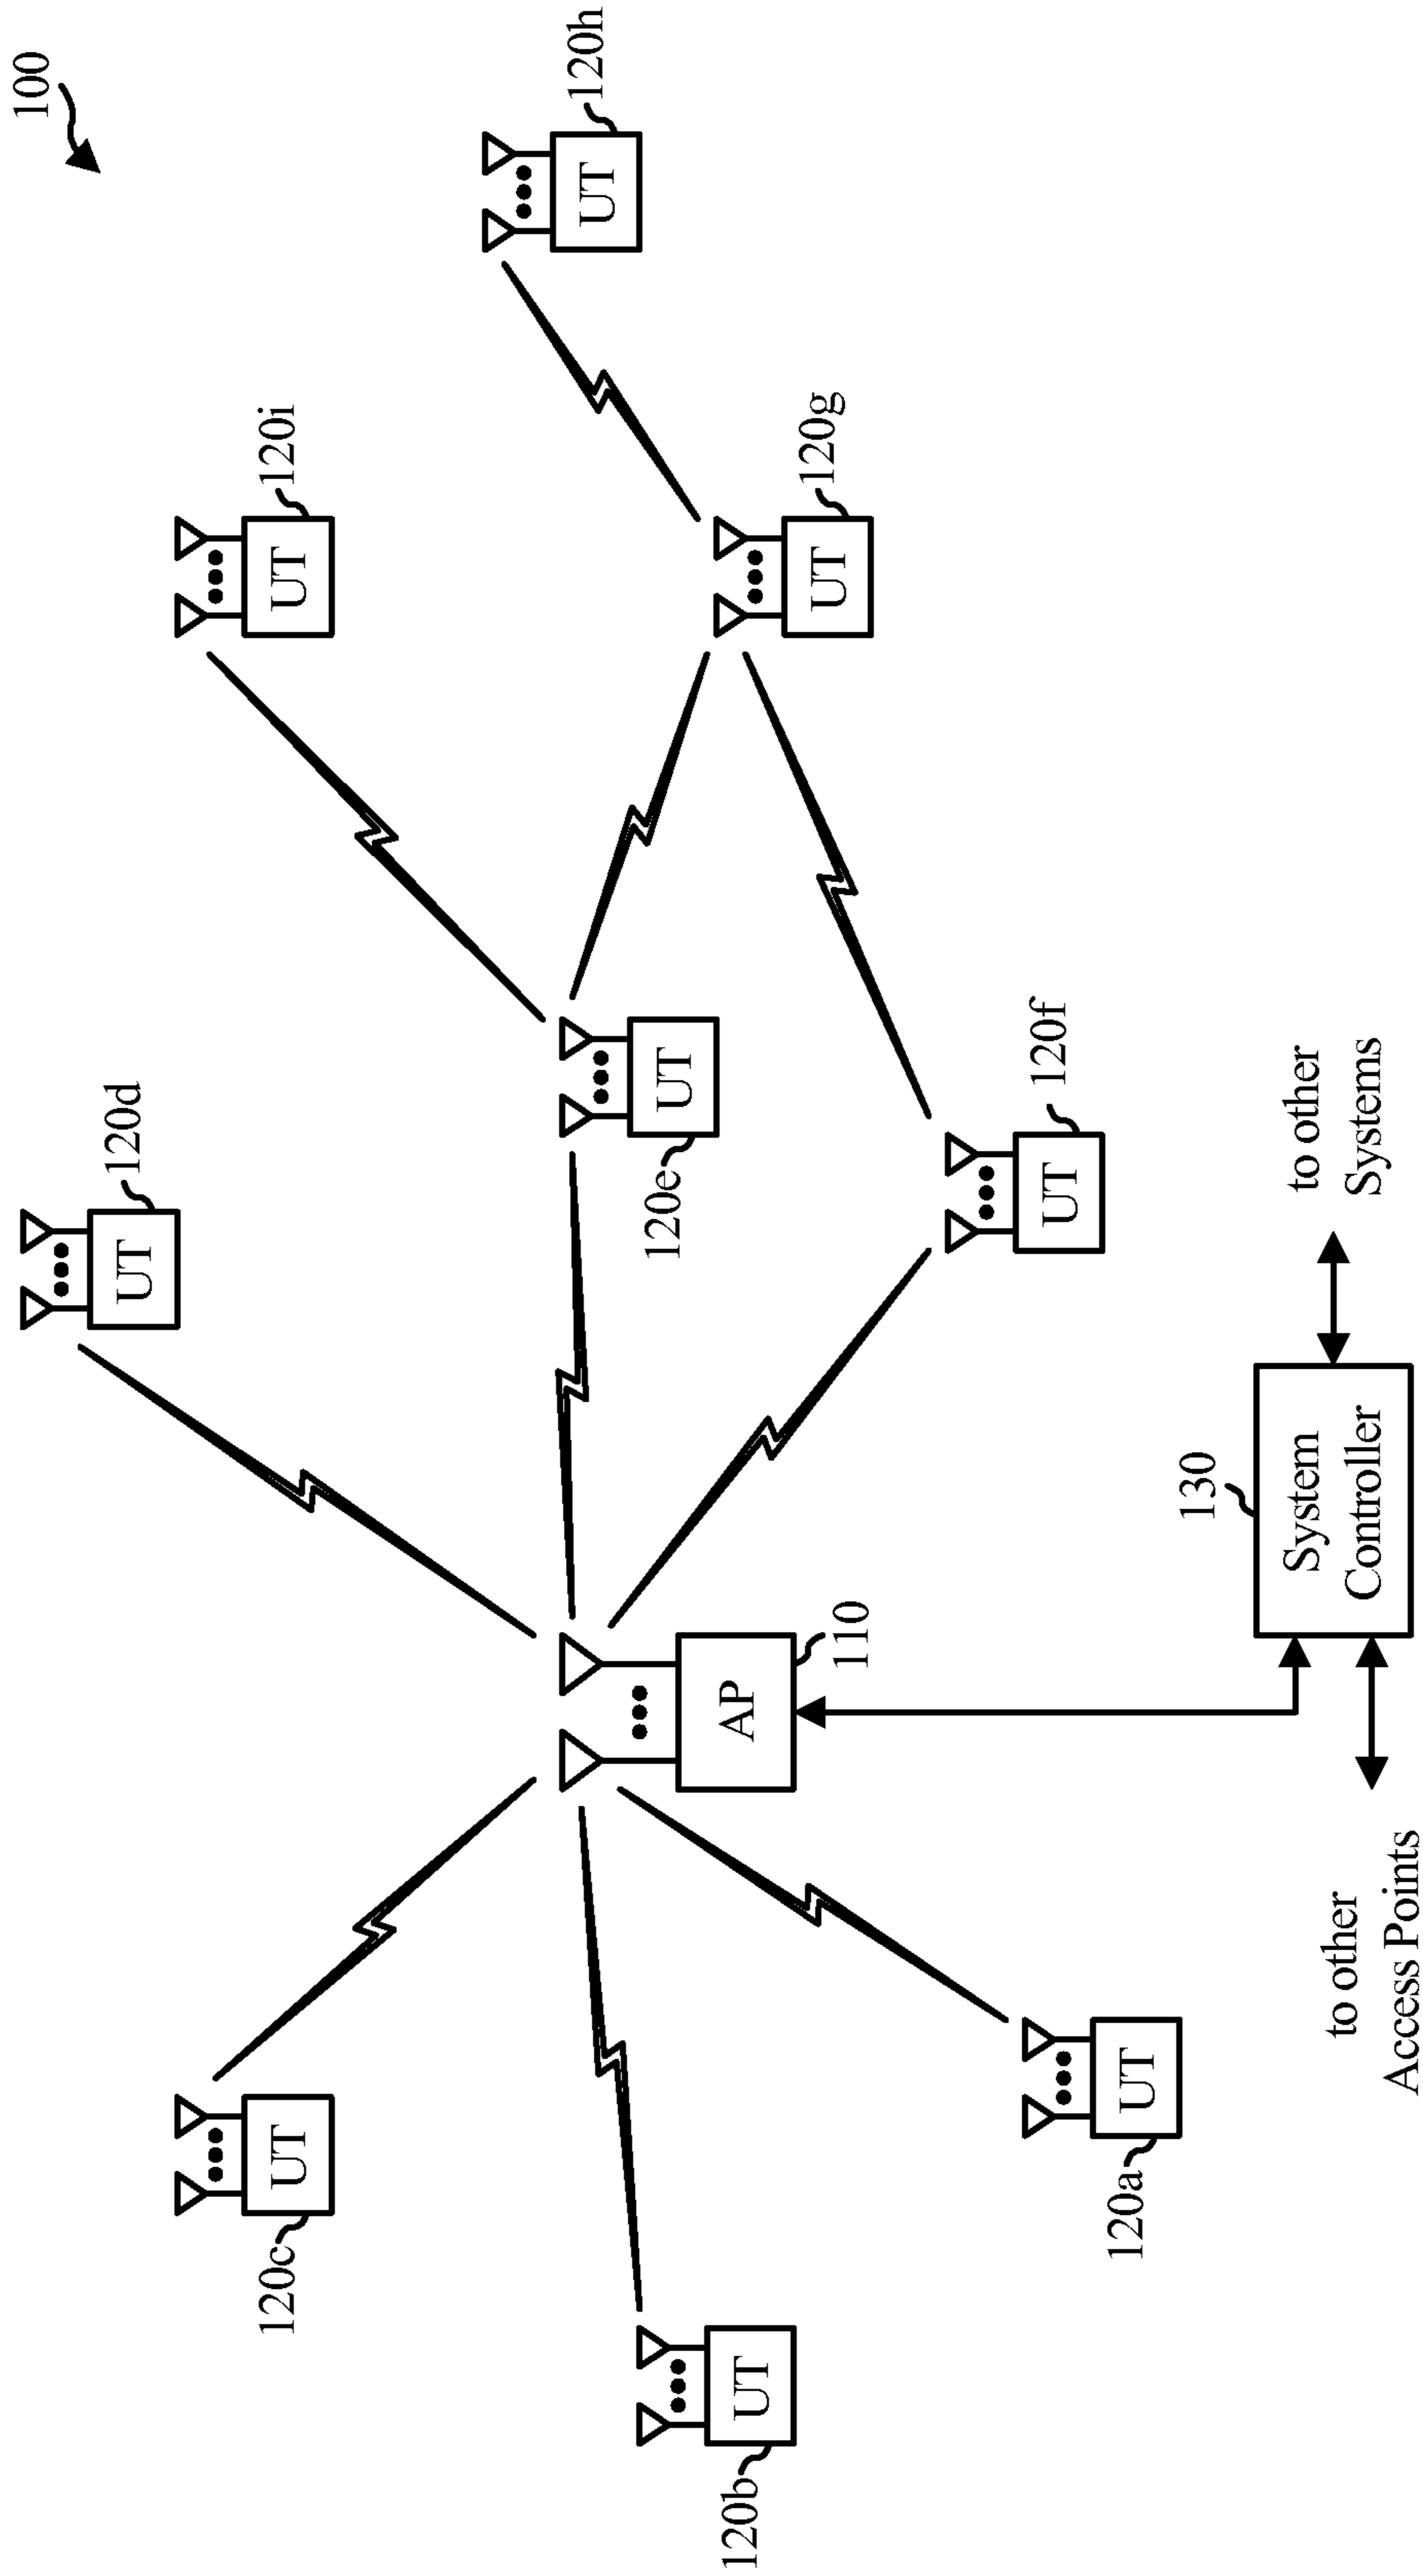 100
120d
UT
120c
UT
120i
UT
120h
UT
120e
UT
120b
UT
AP
110
120g
UT
120f
UT
120a
UT
130
System
Controller
to other
Systems
to other
Access Points